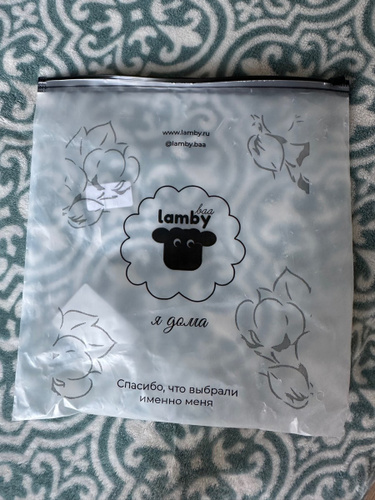 www.lamby.ru
@lamby.baa
baa
lamby
я дома
Спасибо, что выбрали
именно меня